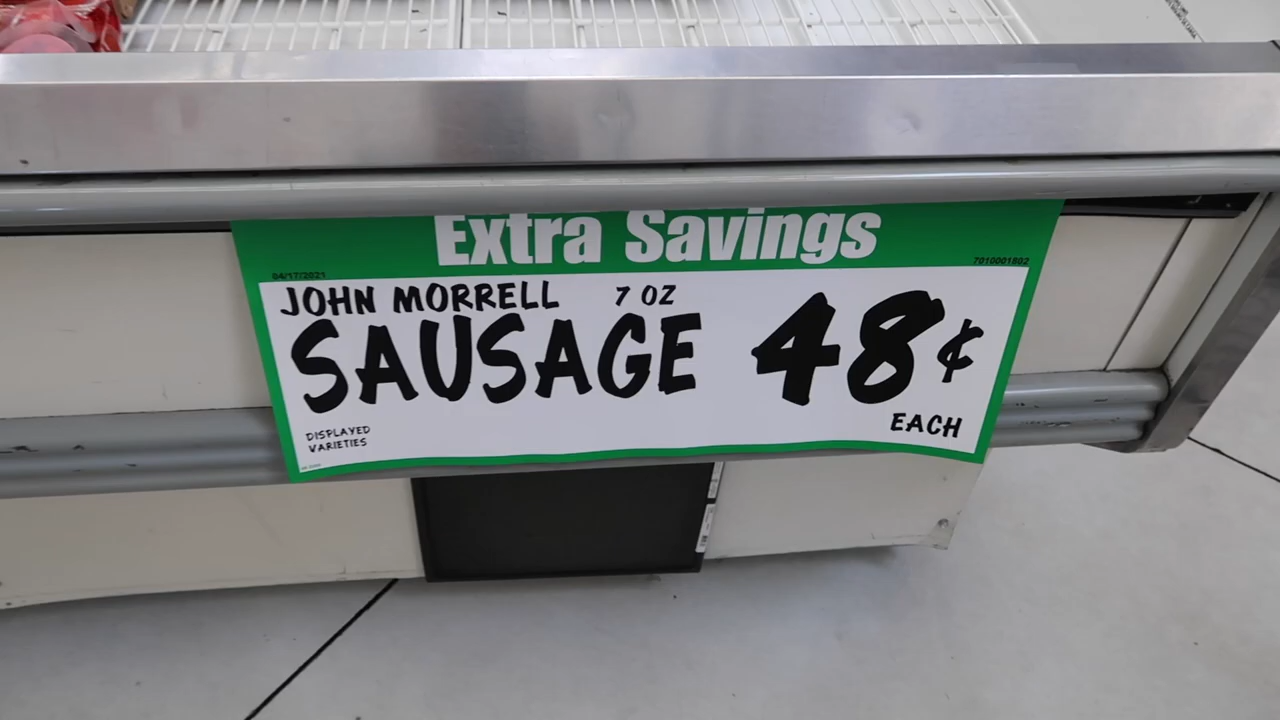 Extra Savings
04/17/2021
7010001802
JOHN MORRELL 7 OZ
SAUSAGE 48¢
EACH
DISPLAYED
VARIETIES